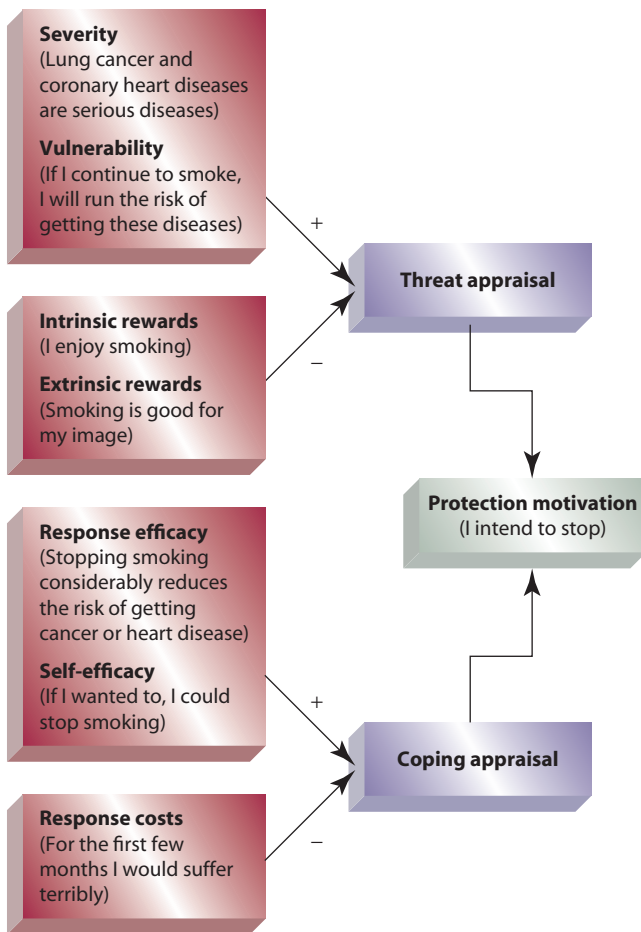 Severity
(Lung cancer and
coronary heart diseases
are serious diseases)
Vulnerability
(If I continue to smoke,
I will run the risk of
getting these diseases)
+
Threat appraisal
Intrinsic rewards
(I enjoy smoking)
–
Extrinsic rewards
(Smoking is good for
my image)
Protection motivation
(I intend to stop)
Response efficacy
(Stopping smoking
considerably reduces
the risk of getting
cancer or heart disease)
Self-efficacy
(If I wanted to, I could
stop smoking)
+
Coping appraisal
Response costs
(For the first few
months I would suffer
terribly)
–